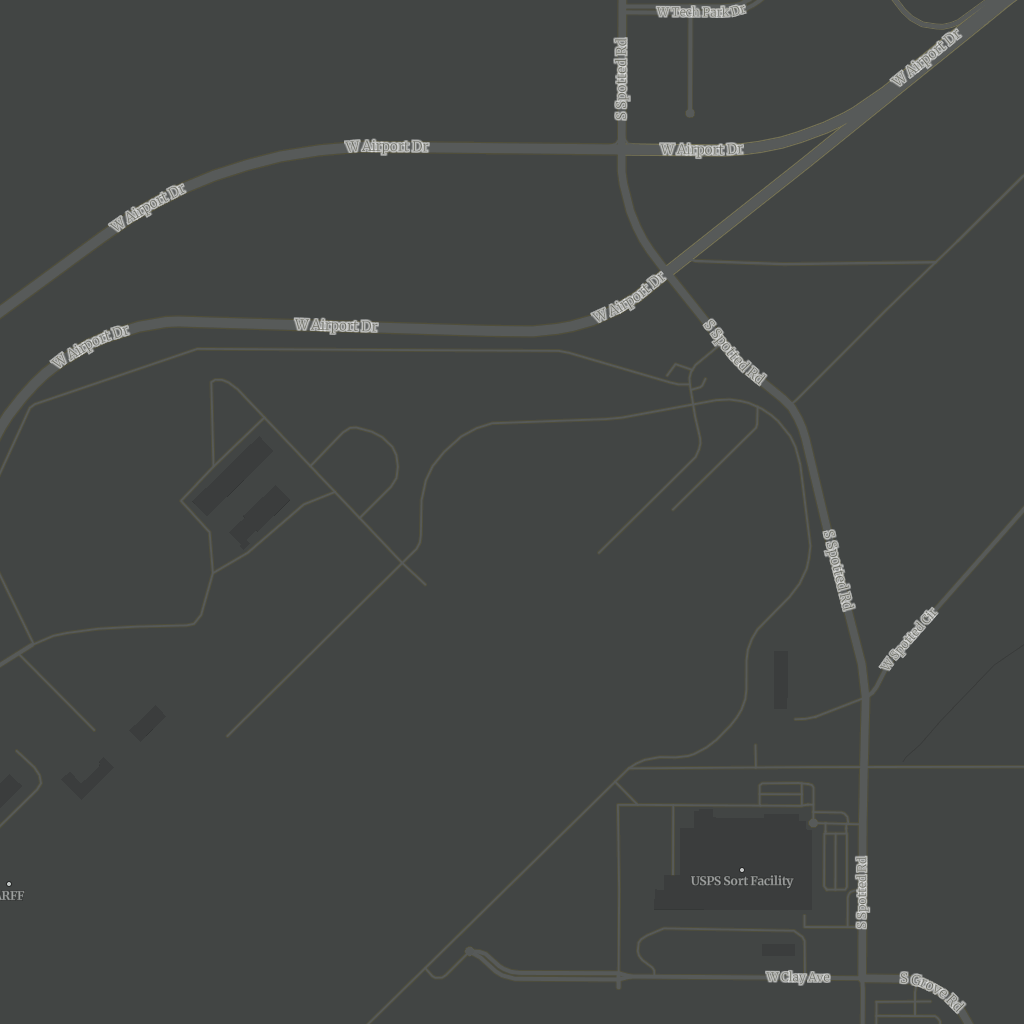 W Tech Park Dr
W Airport Dr
S Spotted Rd
W Airport Dr
W Airport Dr
W Airport Dr
W Airport Dr
W Airport Dr
W Airport Dr
S Spotted Rd
S Spotted Rd
W Spotted Cir
USPS Sort Facility
ARFF
S Spotted Rd
W Clay Ave
S Grove Rd